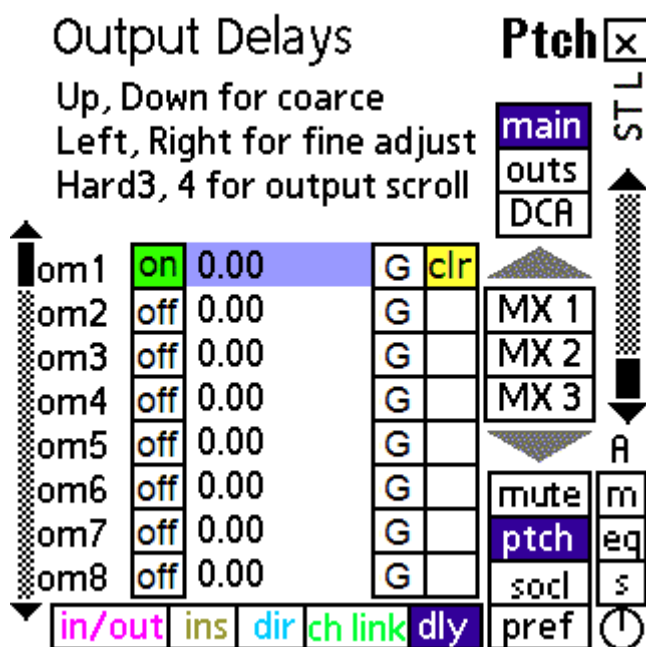 Output Delays
Ptch
x
Up, Down for coarce
Left, Right for fine adjust
Hard3, 4 for output scroll
ST L
main
outs
DCA
om1 on 0.00 G clr
om2 off 0.00 G
om3 off 0.00 G
om4 off 0.00 G
om5 off 0.00 G
om6 off 0.00 G
om7 off 0.00 G
om8 off 0.00 G
MX 1
MX 2
MX 3
A
mute m
ptch eq
socl s
pref
in/out ins dir ch link dly